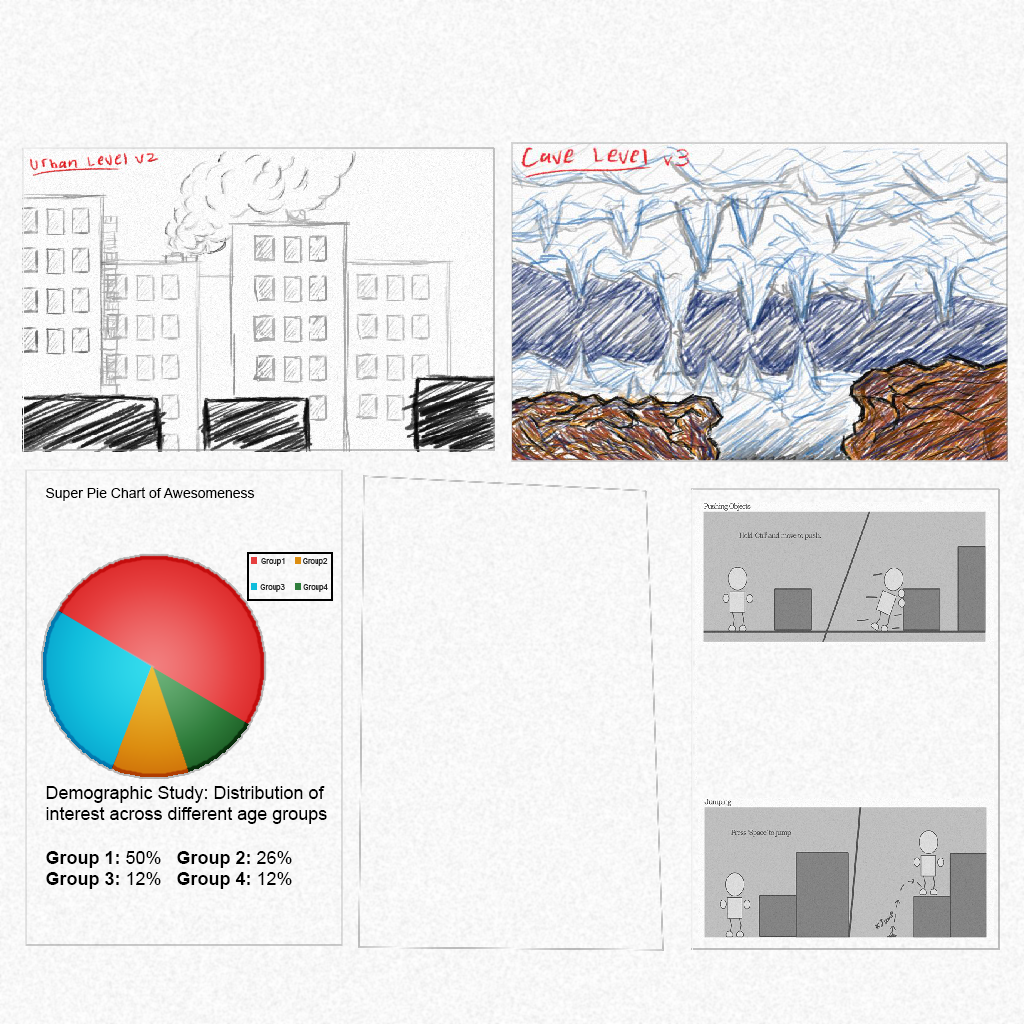 Urban Level v2
Cave Level v3
Super Pie Chart of Awesomeness
Group1 Group2
Group3 Group4
Demographic Study: Distribution of
interest across different age groups
Group 1: 50% Group 2: 26%
Group 3: 12% Group 4: 12%
Pushing Objects
Hold 'Ctrl' and move to push.
Jumping
Press 'Space' to jump